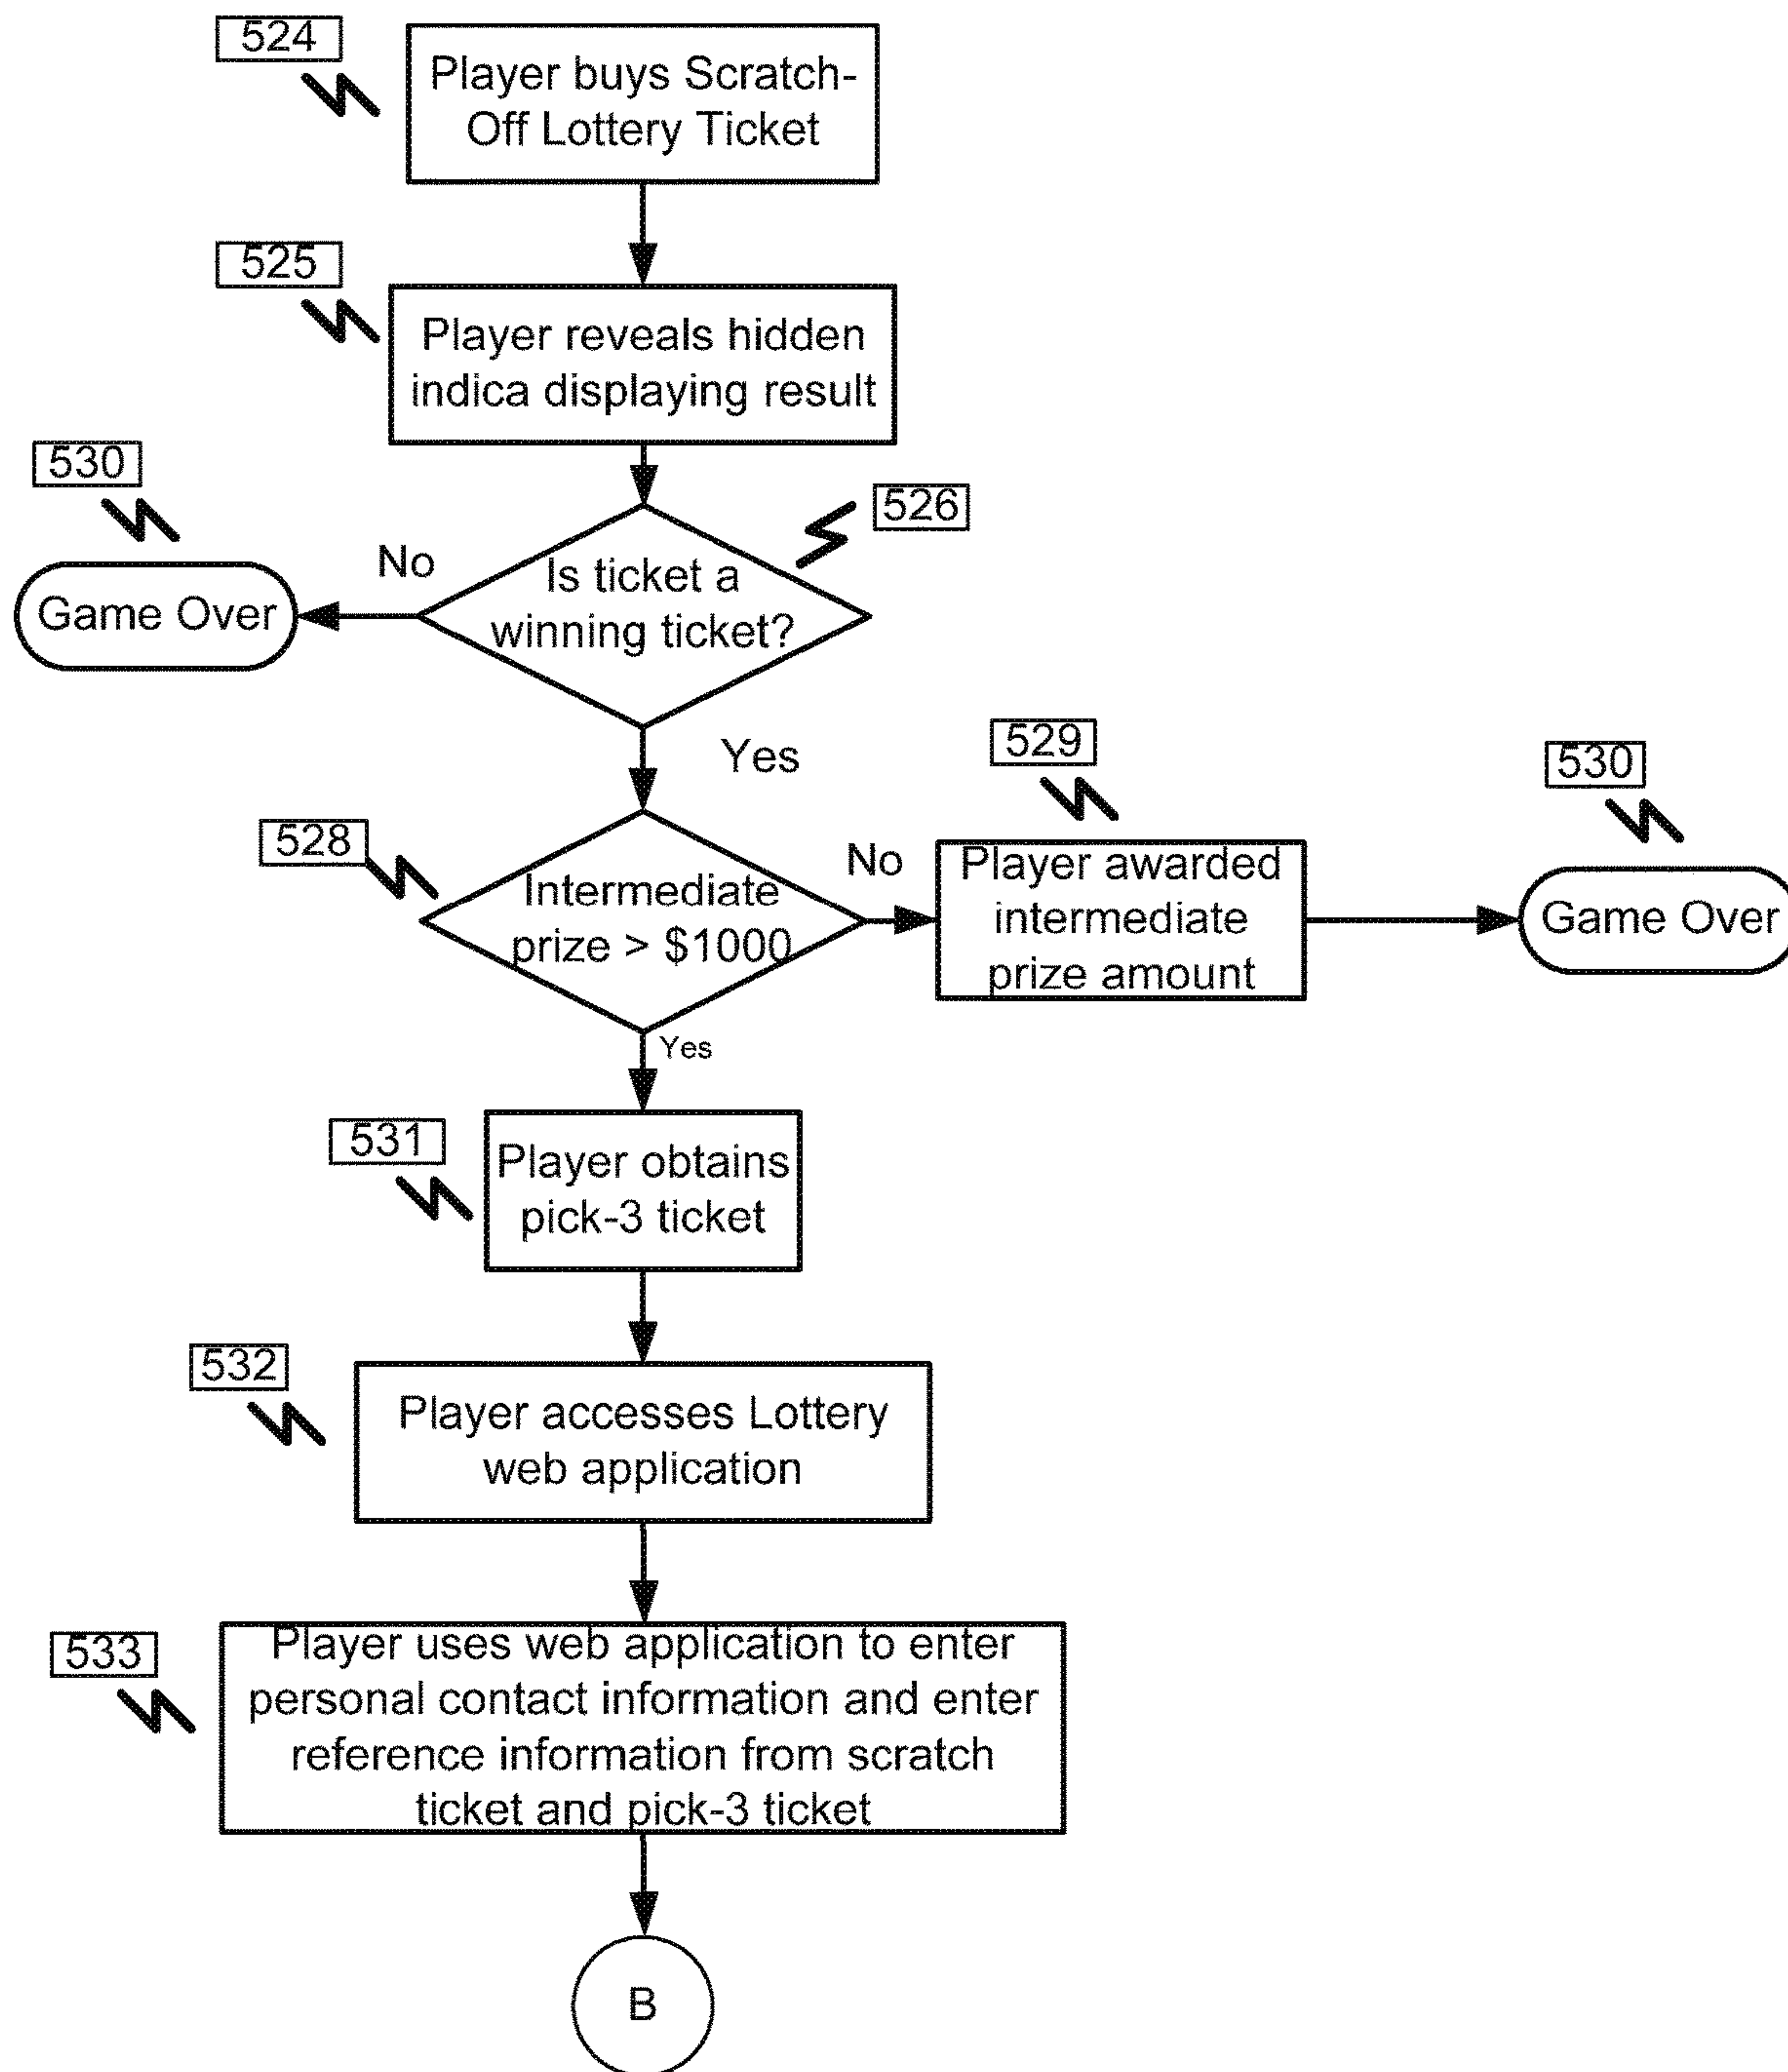 524
Player buys Scratch-
Off Lottery Ticket
525
Player reveals hidden
indica displaying result
530
526
No
Is ticket a
winning ticket?
Game Over
Yes
529
530
528
No
Intermediate
prize > $1000
Player awarded
intermediate
prize amount
Game Over
Yes
531
Player obtains
pick-3 ticket
532
Player accesses Lottery
web application
533
Player uses web application to enter
personal contact information and enter
reference information from scratch
ticket and pick-3 ticket
B